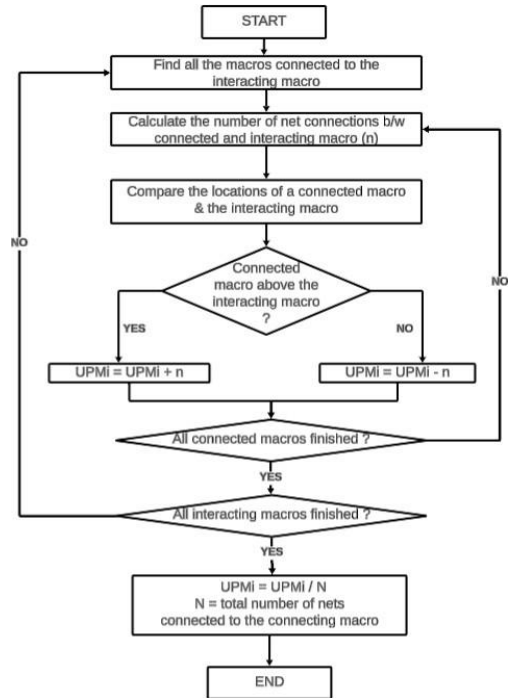 START
Find all the macros connected to the
interacting macro
Calculate the number of net connections b/w
connected and interacting macro (n)
Compare the locations of a connected macro
& the interacting macro
NO
NO
Connected
macro above the
interacting macro
?
YES
NO
UPMi = UPMi + n
UPMi = UPMi - n
All connected macros finished ?
YES
All interacting macros finished ?
YES
UPMi = UPMi / N
N = total number of nets
connected to the connecting macro
END